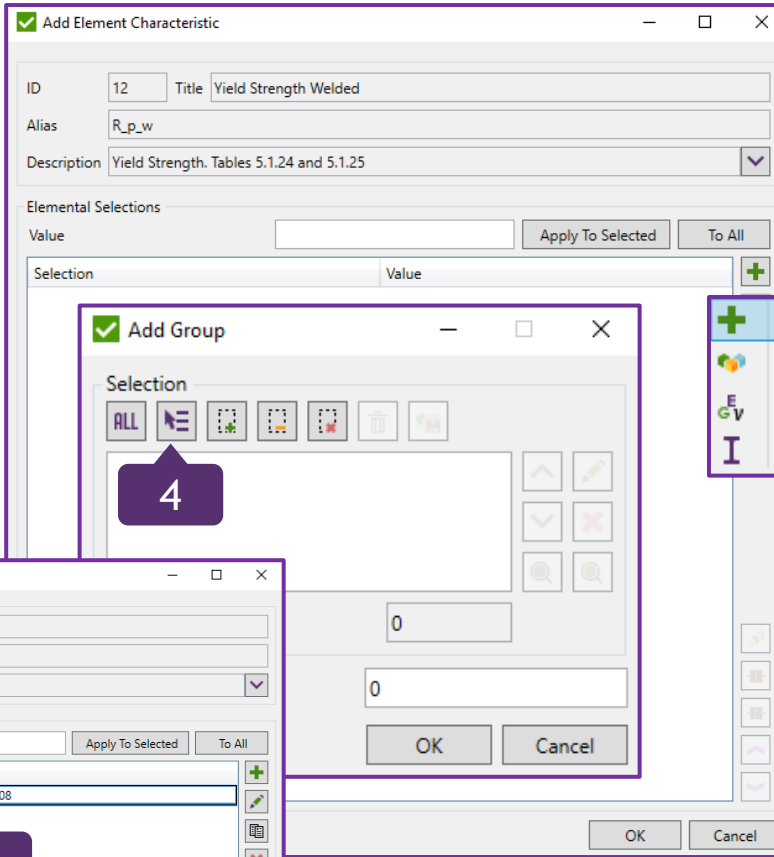 Add Element Characteristic
ID 12 Title Yield Strength Welded
Alias R_p_w
Description Yield Strength. Tables 5.1.24 and 5.1.25
Elemental Selections
Value Apply To Selected To All
Selection Value
Add Group
Selection
ALL
4
0
0
OK Cancel
G E V
I
Apply To Selected To All
08
OK Cancel